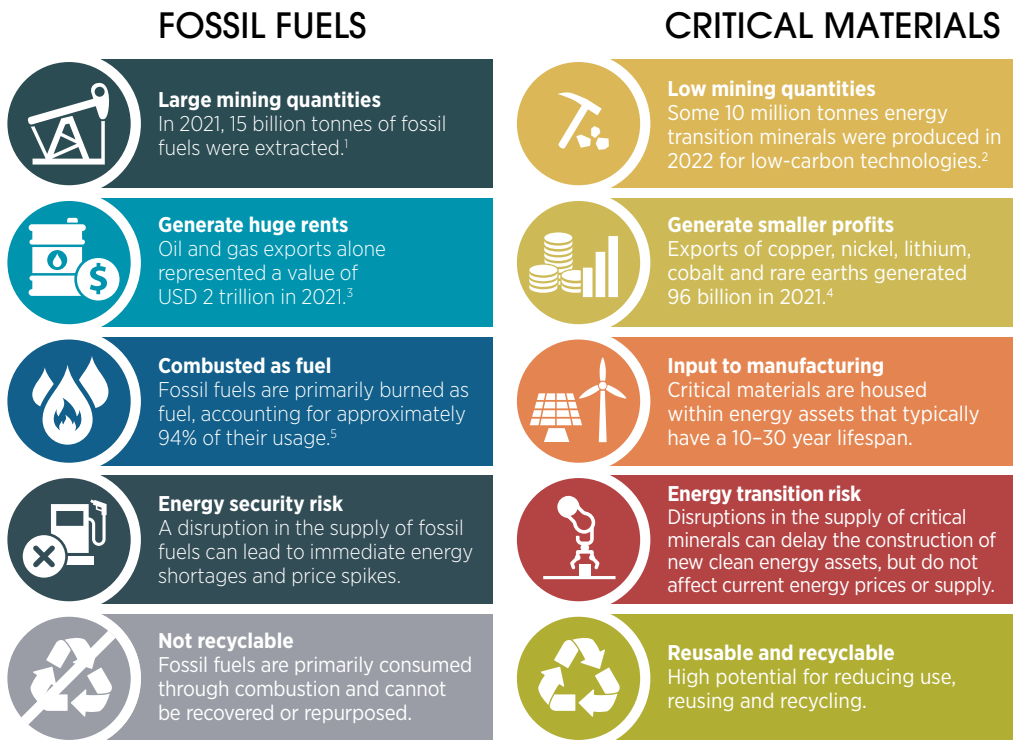 FOSSIL FUELS
Large mining quantities
In 2021, 15 billion tonnes of fossil
fuels were extracted.¹
Generate huge rents
Oil and gas exports alone
represented a value of
USD 2 trillion in 2021.³
Combusted as fuel
Fossil fuels are primarily burned as
fuel, accounting for approximately
94% of their usage.⁵
Energy security risk
A disruption in the supply of fossil
fuels can lead to immediate energy
shortages and price spikes.
Not recyclable
Fossil fuels are primarily consumed
through combustion and cannot
be recovered or repurposed.
CRITICAL MATERIALS
Low mining quantities
Some 10 million tonnes energy
transition minerals were produced in
2022 for low-carbon technologies.²
Generate smaller profits
Exports of copper, nickel, lithium,
cobalt and rare earths generated
96 billion in 2021.⁴
Input to manufacturing
Critical materials are housed
within energy assets that typically
have a 10–30 year lifespan.
Energy transition risk
Disruptions in the supply of critical
minerals can delay the construction of
new clean energy assets, but do not
affect current energy prices or supply.
Reusable and recyclable
High potential for reducing use,
reusing and recycling.
$